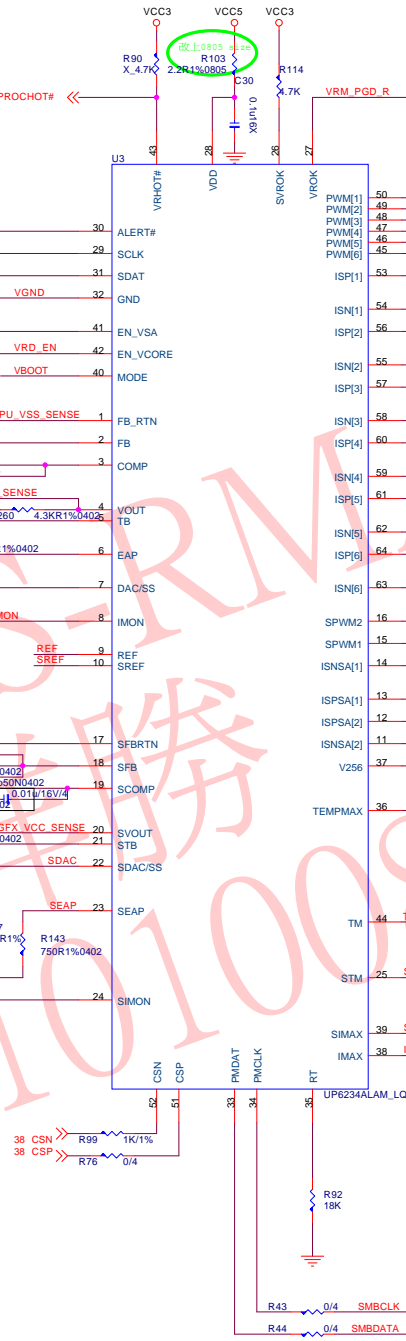 VCC3
VCC5
VCC3
改上0805 size
R90
X_4.7K
R103
2.2R1%0805
C30
0.1u16X
R114
4.7K
PROCHOT#
VRM_PGD_R
U3
43
28
26
27
VRHOT#
VDD
SVROK
VROK
30 ALERT#
29 SCLK
31 SDAT
VGND 32 GND
41 EN_VSA
VRD_EN 42 EN_VCORE
VBOOT 40 MODE
PU_VSS_SENSE 1 FB_RTN
2 FB
3 COMP
_SENSE 4 VOUT
260 4.3KR1%0402 5 TB
R1%0402 6 EAP
7 DAC/SS
MON 8 IMON
REF 9 REF
SREF 10 SREF
17 SFBRTN
0402 18 SFB
p50N0402 19 SCOMP
0.01u/16V/4
02
GFX_VCC_SENSE 20 SVOUT
0402 21 STB
SDAC 22 SDAC/SS
SEAP 23 SEAP
7
R1%
R143
750R1%0402
24 SIMON
PWM[1] 50
PWM[2] 49
PWM[3] 48
PWM[4] 47
PWM[5] 46
PWM[6] 45
ISP[1] 53
ISN[1] 54
ISP[2] 56
ISN[2] 55
ISP[3] 57
ISN[3] 58
ISP[4] 60
ISN[4] 59
ISP[5] 61
ISN[5] 62
ISP[6] 64
ISN[6] 63
SPWM2 16
SPWM1 15
ISNSA[1] 14
ISPSA[1] 13
ISPSA[2] 12
ISNSA[2] 11
V256 37
TEMPMAX 36
TM 44
STM 25
SIMAX 39
IMAX 38
CSN
CSP
PMDAT
PMCLK
RT
52
51
33
34
35
UP6234ALAM_LQ
38 CSN R99 1K/1%
38 CSP R76 0/4
R92
18K
R43 0/4 SMBCLK
R44 0/4 SMBDATA
S-RMA
祥勝
101008